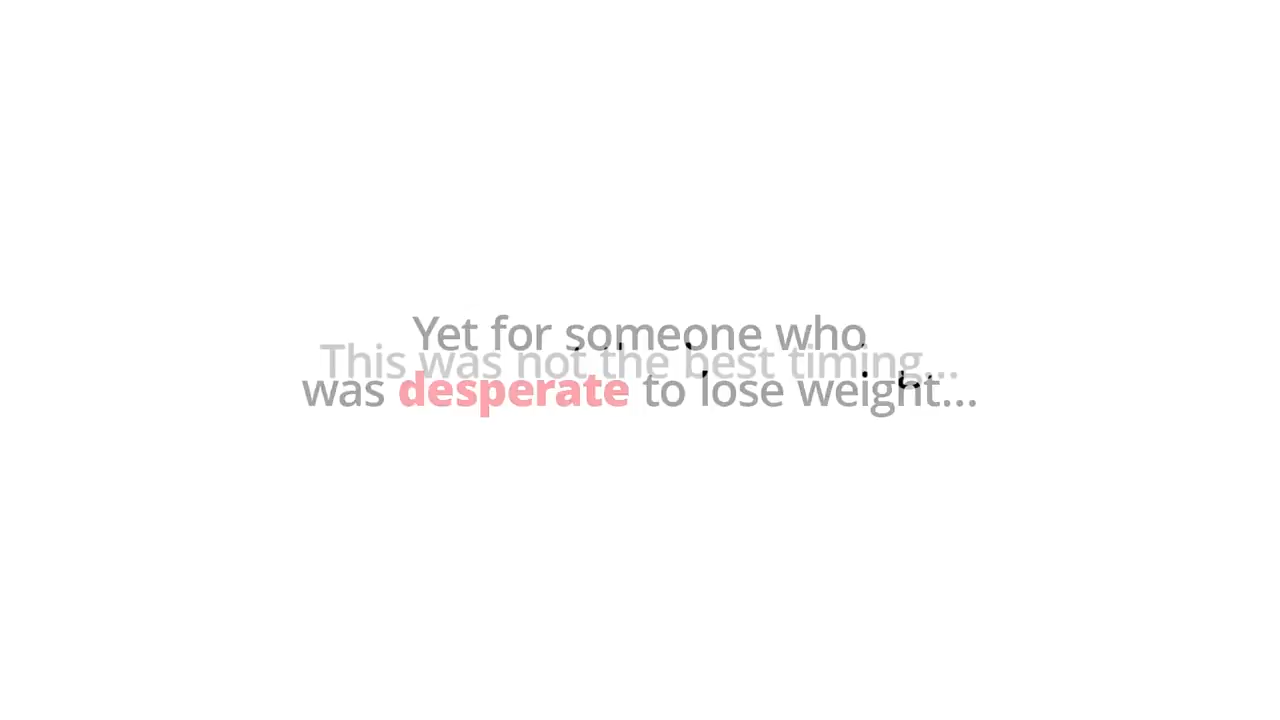 Yet for someone who
This was not the best timing...
was desperate to lose weight...